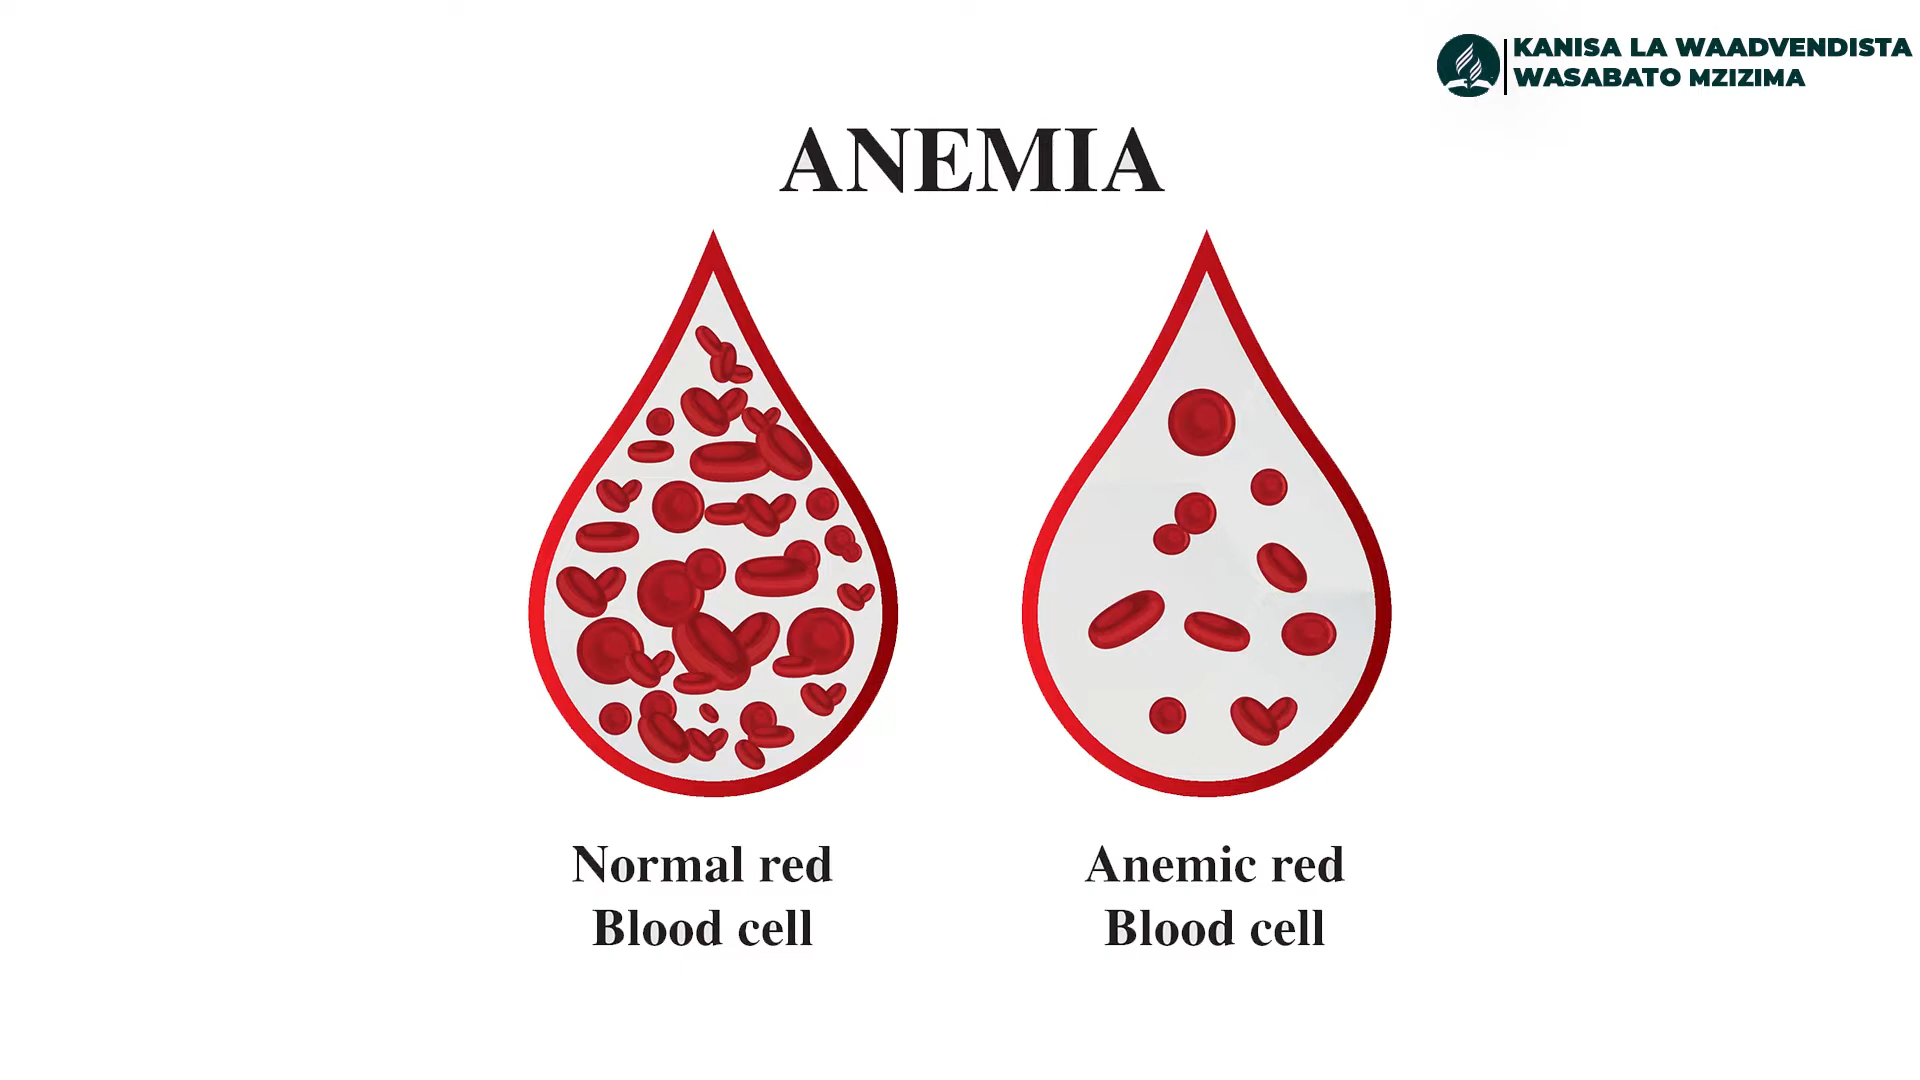 KANISA LA WAADVENDISTA
WASABATO MZIZIMA
ANEMIA
Normal red
Blood cell
Anemic red
Blood cell